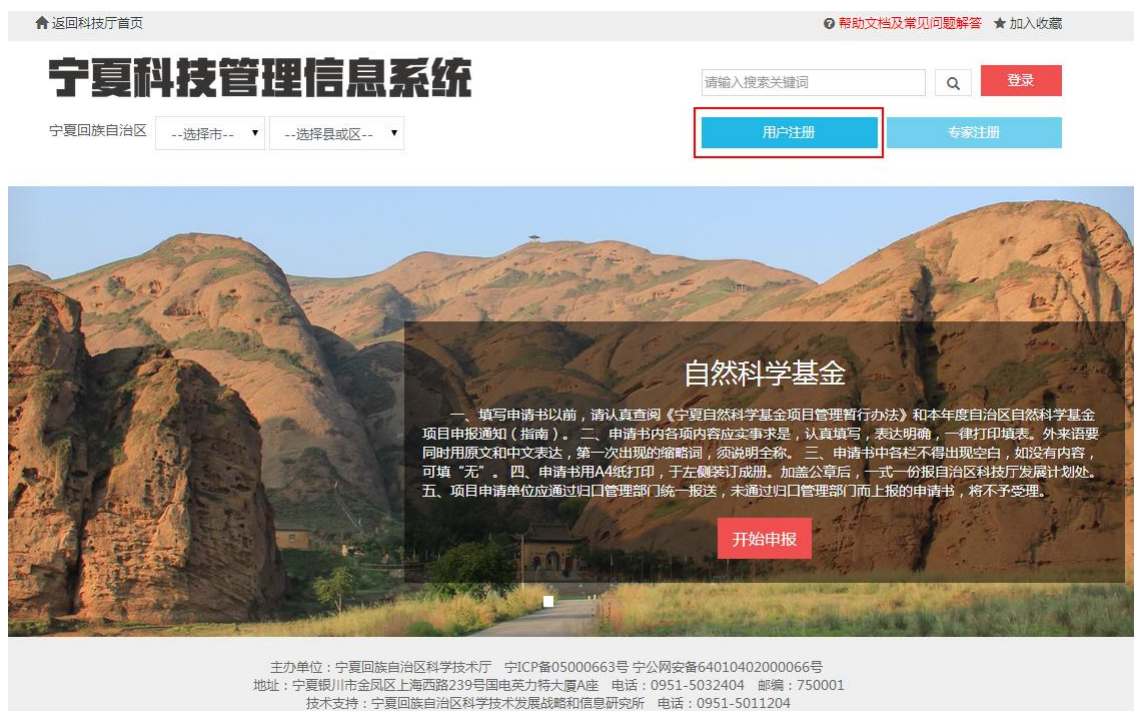 返回科技厅首页
帮助文档及常见问题解答 加入收藏
宁夏科技管理信息系统
请输入搜索关键词
登录
宁夏回族自治区 --选择市-- --选择县或区--
用户注册 专家注册
自然科学基金
一、填写申请书以前，请认真查阅《宁夏自然科学基金项目管理暂行办法》和本年度自治区自然科学基金
项目申报通知（指南）。 二、申请书内各项内容应实事求是，认真填写，表达明确，一律打印填表。外来语要
同时用原文和中文表达，第一次出现的缩略词，须说明全称。 三、申请书中各栏不得出现空白，如没有内容，
可填“无”。 四、申请书用A4纸打印，于左侧装订成册。加盖公章后，一式一份报自治区科技厅发展计划处。
五、项目申请单位应通过归口管理部门统一报送，未通过归口管理部门而上报的申请书，将不予受理。
开始申报
主办单位：宁夏回族自治区科学技术厅 宁ICP备05000663号 宁公网安备64010402000066号
地址：宁夏银川市金凤区上海西路239号国电英力特大厦A座 电话：0951-5032404 邮编：750001
技术支持：宁夏回族自治区科学技术发展战略和信息研究所 电话：0951-5011204